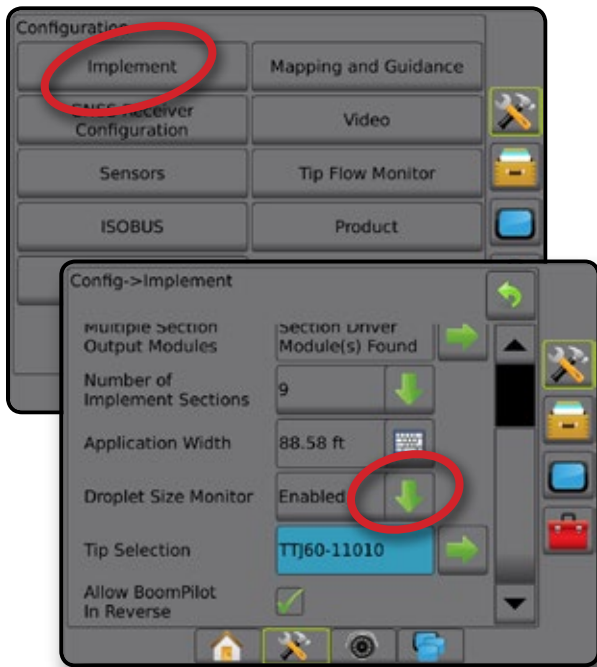 Configuration
Implement
Mapping and Guidance
GNSS Receiver
Configuration
Video
Sensors
Tip Flow Monitor
ISOBUS
Product
Config->Implement
Multiple Section
Output Modules
Section Driver
Module(s) Found
Number of
Implement Sections
9
Application Width
88.58 ft
Droplet Size Monitor
Enabled
Tip Selection
TTJ60-11010
Allow BoomPilot
In Reverse